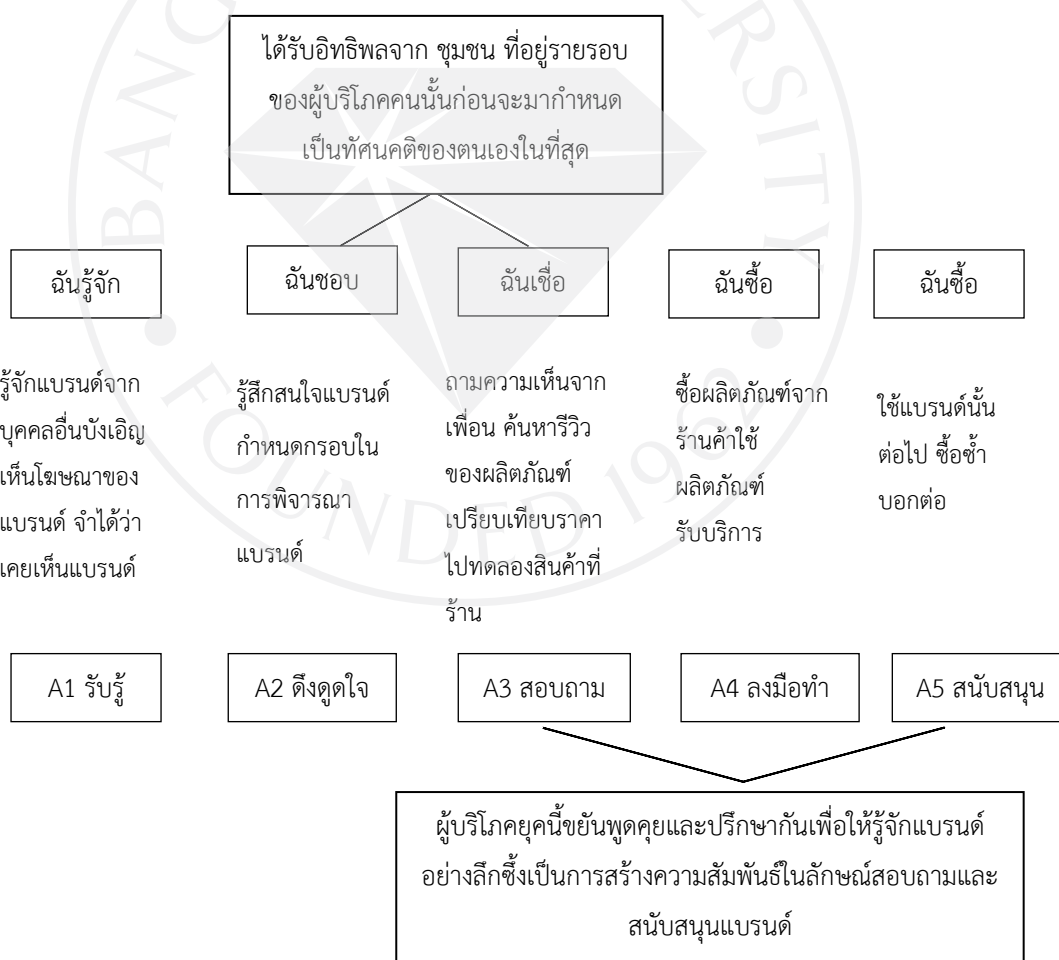 BANGKOK UNIVERSITY
ได้รับอิทธิพลจาก ชุมชน ที่อยู่รายรอบ
ของผู้บริโภคคนนั้นก่อนจะมากำหนด
เป็นทัศนคติของตนเองในที่สุด
ฉันรู้จัก
ฉันชอบ
ฉันเชื่อ
ฉันซื้อ
ฉันซื้อ
รู้จักแบรนด์จาก
บุคคลอื่นบังเอิญ
เห็นโฆษณาของ
แบรนด์ จำได้ว่า
เคยเห็นแบรนด์
รู้สึกสนใจแบรนด์
กำหนดกรอบใน
การพิจารณา
แบรนด์
ถามความเห็นจาก
เพื่อน ค้นหารีวิว
ของผลิตภัณฑ์
เปรียบเทียบราคา
ไปทดลองสินค้าที่
ร้าน
ซื้อผลิตภัณฑ์จาก
ร้านค้าใช้
ผลิตภัณฑ์
รับบริการ
ใช้แบรนด์นั้น
ต่อไป ซื้อซ้ำ
บอกต่อ
FOUNDED 1962
A1 รับรู้
A2 ดึงดูดใจ
A3 สอบถาม
A4 ลงมือทำ
A5 สนับสนุน
ผู้บริโภคยุคนี้ขยันพูดคุยและปรึกษากันเพื่อให้รู้จักแบรนด์
อย่างลึกซึ้งเป็นการสร้างความสัมพันธ์ในลักษณ์สอบถามและ
สนับสนุนแบรนด์